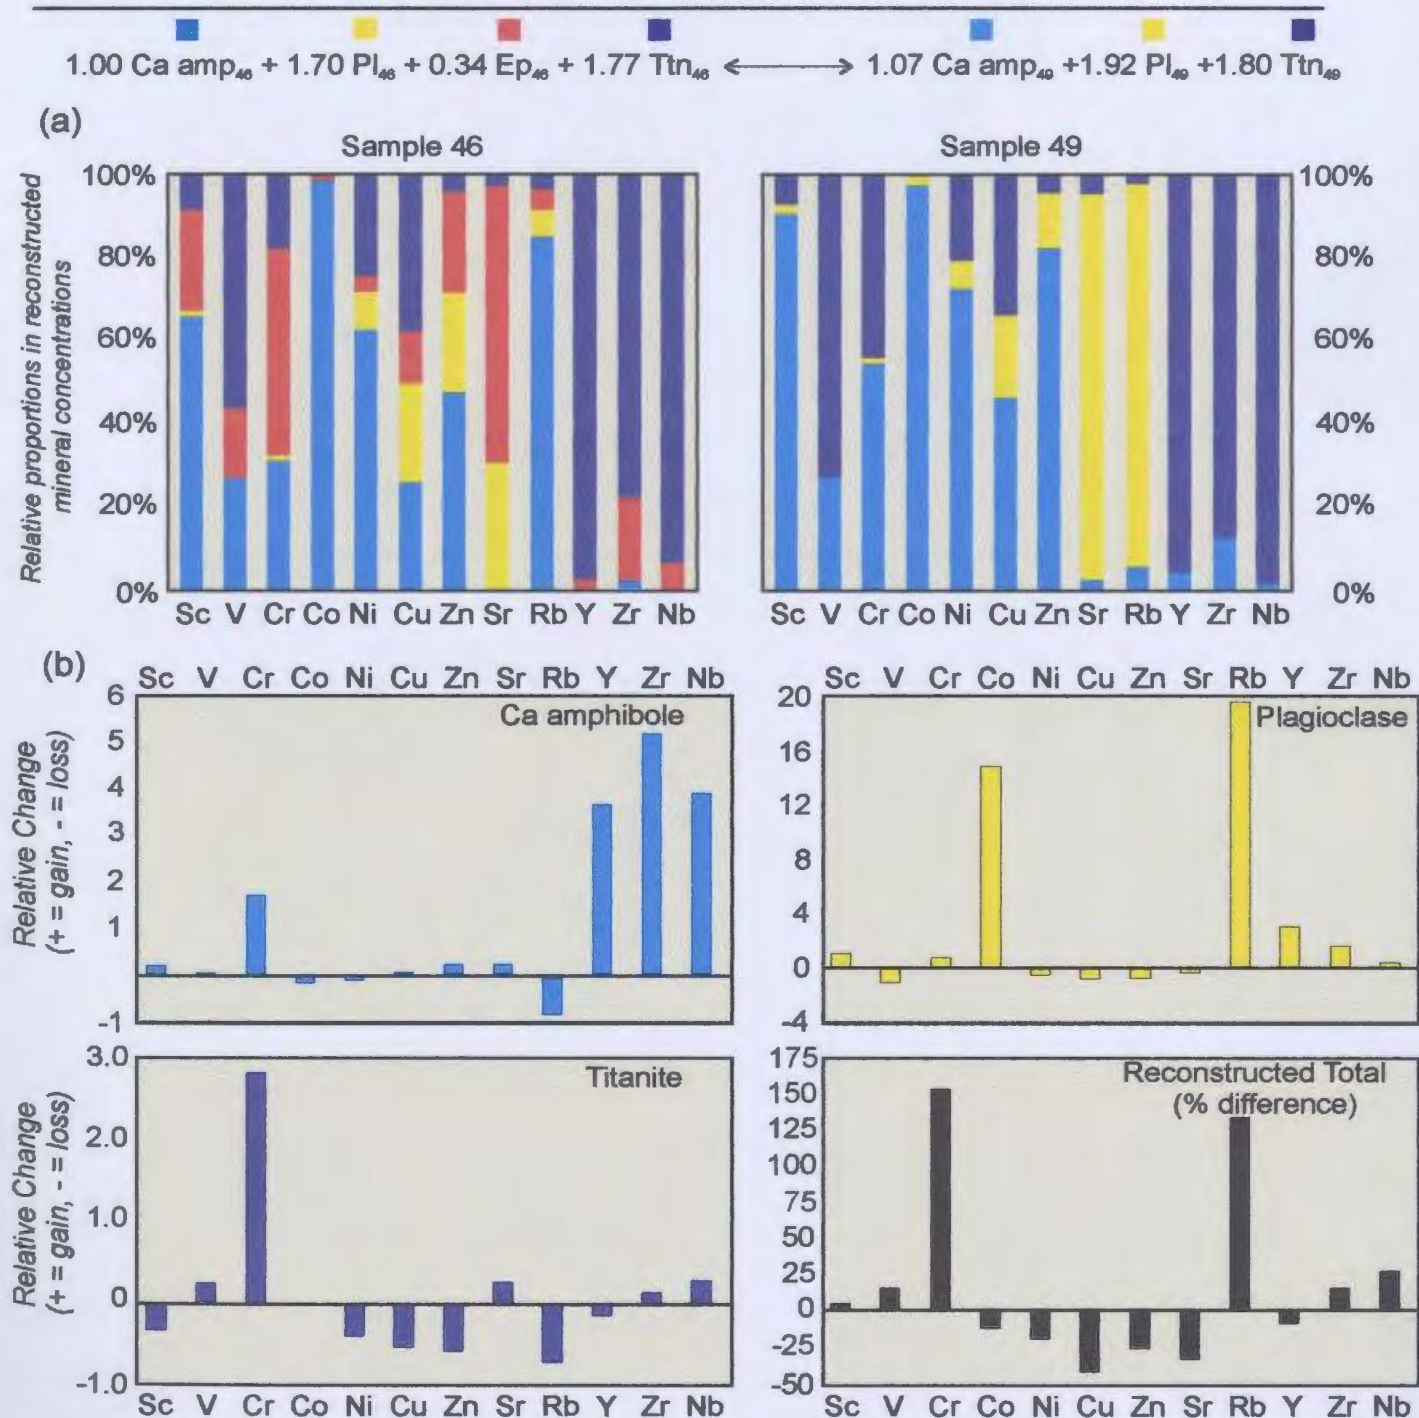 1.00 Ca amp₄₆ + 1.70 Pl₄₆ + 0.34 Ep₄₆ + 1.77 Ttn₄₆ ⟷ 1.07 Ca amp₄₉ +1.92 Pl₄₉ +1.80 Ttn₄₉
(a)
Sample 46
Sample 49
Relative proportions in reconstructed
mineral concentrations
100%
80%
60%
40%
20%
0%
100%
80%
60%
40%
20%
0%
Sc V Cr Co Ni Cu Zn Sr Rb Y Zr Nb
Sc V Cr Co Ni Cu Zn Sr Rb Y Zr Nb
(b)
Sc V Cr Co Ni Cu Zn Sr Rb Y Zr Nb
Ca amphibole
Relative Change
(+ = gain, - = loss)
6
5
4
3
2
1
-1
Sc V Cr Co Ni Cu Zn Sr Rb Y Zr Nb
Plagioclase
20
16
12
8
4
0
-4
Titanite
Relative Change
(+ = gain, - = loss)
3.0
2.0
1.0
0
-1.0
Sc V Cr Co Ni Cu Zn Sr Rb Y Zr Nb
Reconstructed Total
(% difference)
175
150
125
100
75
50
25
0
-25
-50
Sc V Cr Co Ni Cu Zn Sr Rb Y Zr Nb